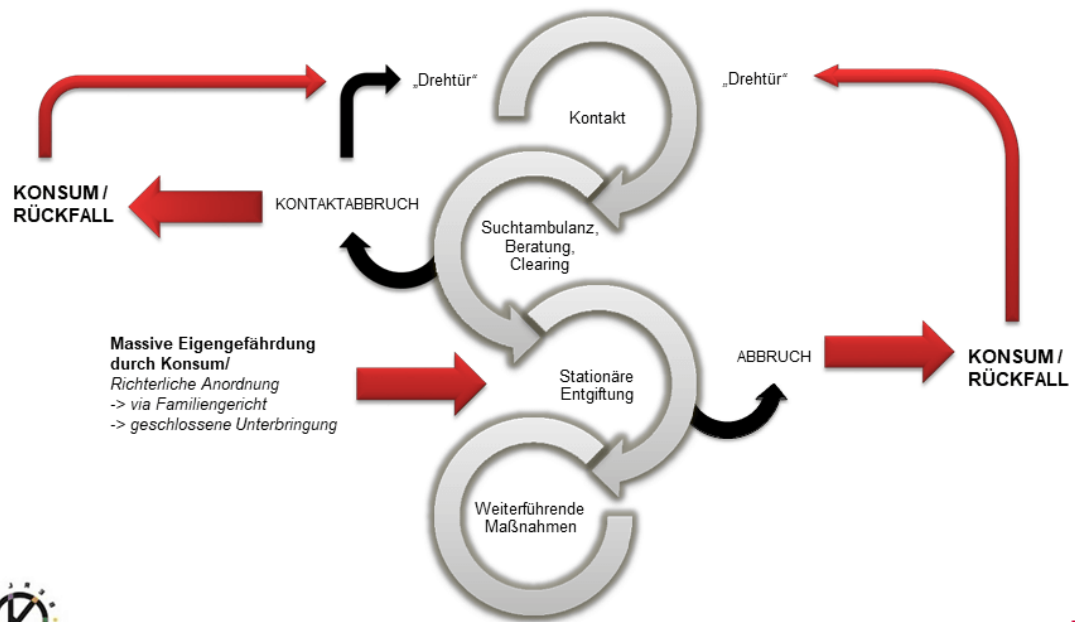 „Drehtür“
„Drehtür“
Kontakt
KONSUM /
RÜCKFALL
KONTAKTABBRUCH
Suchtambulanz,
Beratung,
Clearing
Massive Eigengefährdung
durch Konsum/
Richterliche Anordnung
-> via Familiengericht
-> geschlossene Unterbringung
Stationäre
Entgiftung
ABBRUCH
KONSUM /
RÜCKFALL
Weiterführende
Maßnahmen